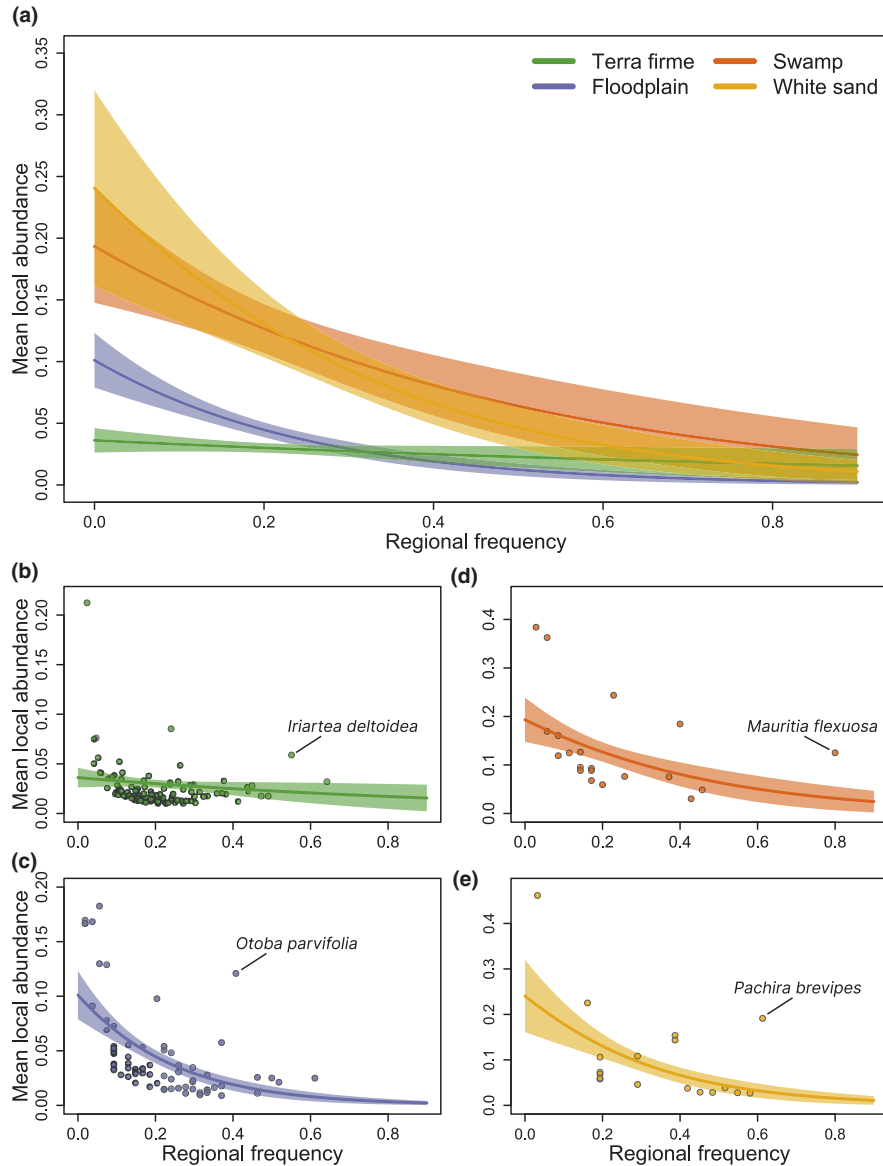 (a)
Mean local abundance
0.35
0.30
0.25
0.20
0.15
0.10
0.05
0.00
Terra firme
Swamp
Floodplain
White sand
0.0 0.2 0.4 0.6 0.8
Regional frequency
(b)
Mean local abundance
0.20
0.15
0.10
0.05
0.00
Iriartea deltoidea
0.0 0.2 0.4 0.6 0.8
(d)
0.4
0.3
0.2
0.1
0.0
Mauritia flexuosa
0.0 0.2 0.4 0.6 0.8
(c)
Mean local abundance
0.20
0.15
0.10
0.05
0.00
Otoba parvifolia
0.0 0.2 0.4 0.6 0.8
Regional frequency
(e)
0.4
0.3
0.2
0.1
0.0
Pachira brevipes
0.0 0.2 0.4 0.6 0.8
Regional frequency